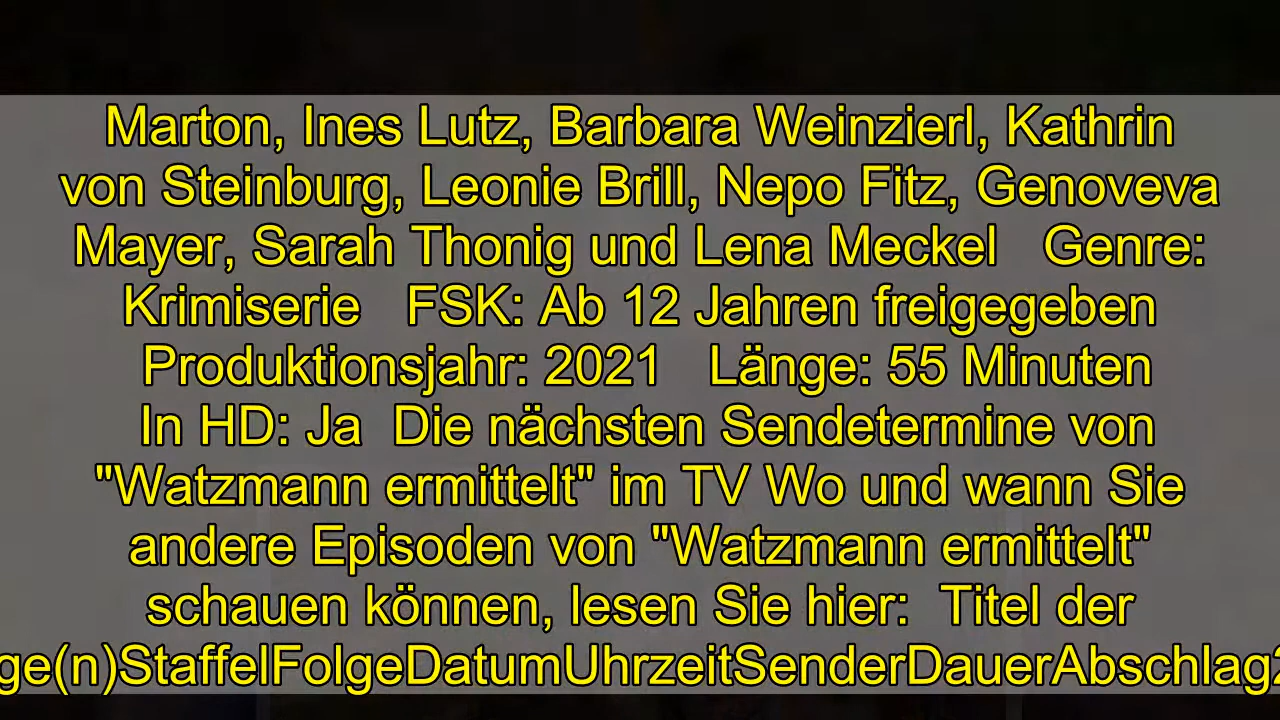 Marton, Ines Lutz, Barbara Weinzierl, Kathrin
von Steinburg, Leonie Brill, Nepo Fitz, Genoveva
Mayer, Sarah Thonig und Lena Meckel   Genre:
Krimiserie   FSK: Ab 12 Jahren freigegeben
Produktionsjahr: 2021   Länge: 55 Minuten
In HD: Ja  Die nächsten Sendetermine von
"Watzmann ermittelt" im TV Wo und wann Sie
andere Episoden von "Watzmann ermittelt"
schauen können, lesen Sie hier:  Titel der
ge(n)StaffelFolgeDatumUhrzeitSenderDauerAbschlag2